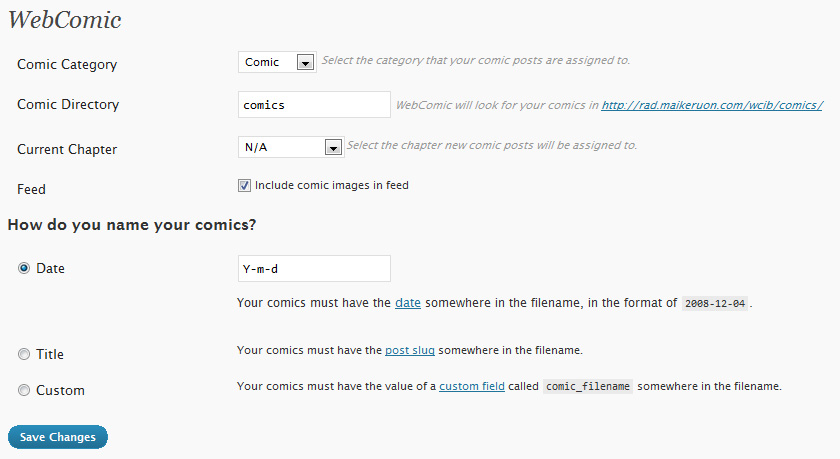 WebComic
Comic Category Comic Select the category that your comic posts are assigned to.
Comic Directory comics WebComic will look for your comics in http://rad.maikeruon.com/wcib/comics/
Current Chapter N/A Select the chapter new comic posts will be assigned to.
Feed Include comic images in feed
How do you name your comics?
Date Y-m-d
Your comics must have the date somewhere in the filename, in the format of 2008-12-04.
Title Your comics must have the post slug somewhere in the filename.
Custom Your comics must have the value of a custom field called comic_filename somewhere in the filename.
Save Changes